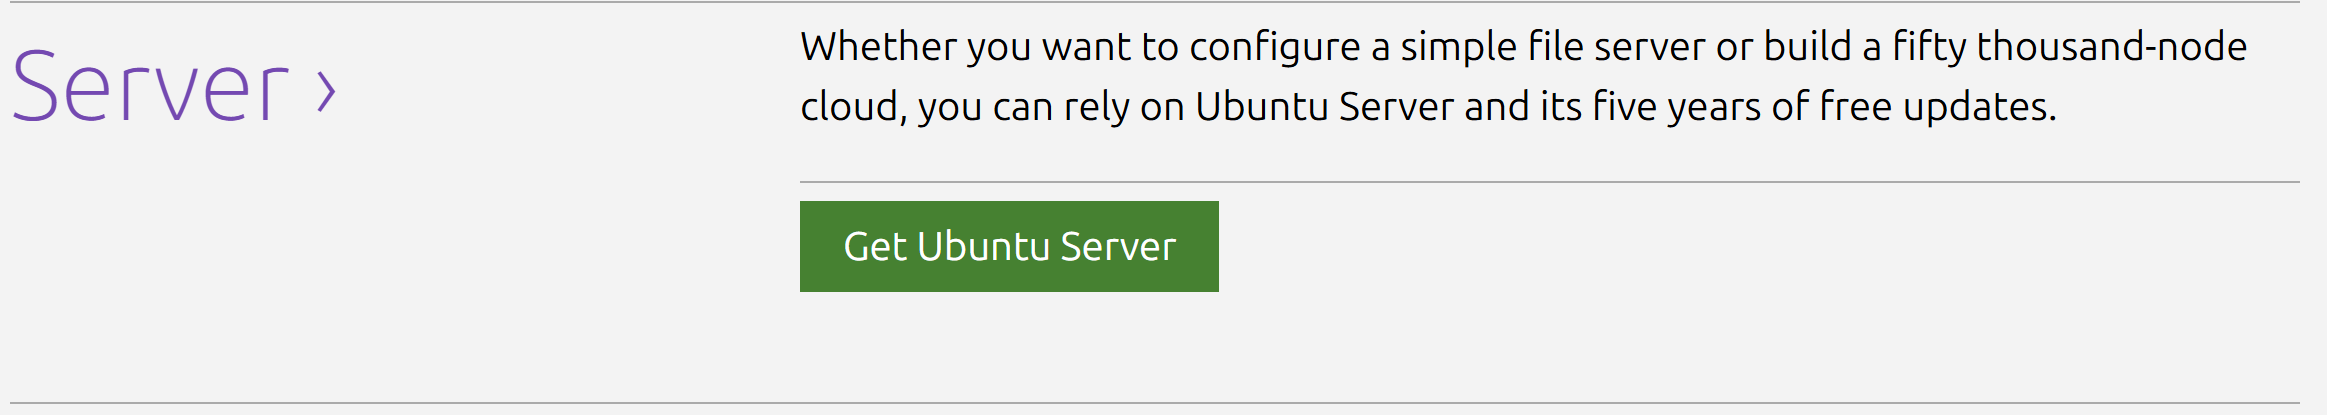 Server ›
Whether you want to configure a simple file server or build a fifty thousand-node
cloud, you can rely on Ubuntu Server and its five years of free updates.
Get Ubuntu Server